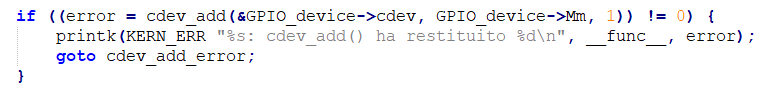 if ((error = cdev_add(&GPIO_device->cdev, GPIO_device->Mm, 1)) != 0) {
    printk(KERN_ERR "%s: cdev_add() ha restituito %d\n", __func__, error);
    goto cdev_add_error;
}